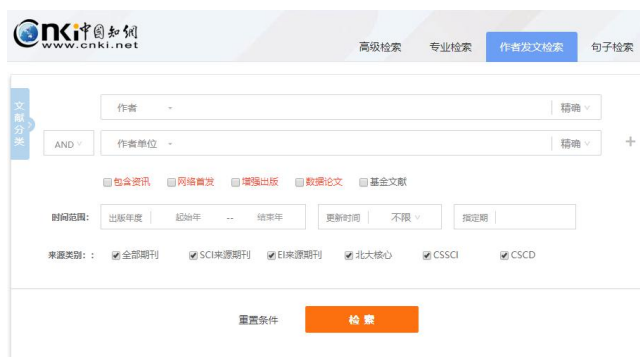 cnki中国知网
www.cnki.net
高级检索 专业检索 作者发文检索 句子检索
文献分类
作者 - 精确
AND 作者单位 - 精确 +
包含资讯 网络首发 增强出版 数据论文 基金文献
时间范围: 出版年度 起始年 -- 结束年 更新时间 不限 指定期
来源类别: : 全部期刊 SCI来源期刊 EI来源期刊 北大核心 CSSCI CSCD
重置条件 检 索